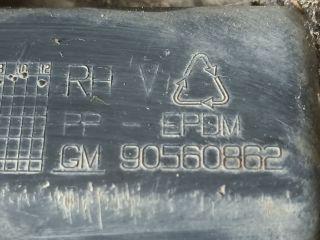 RH V
PP - EPDM
GM 90560862